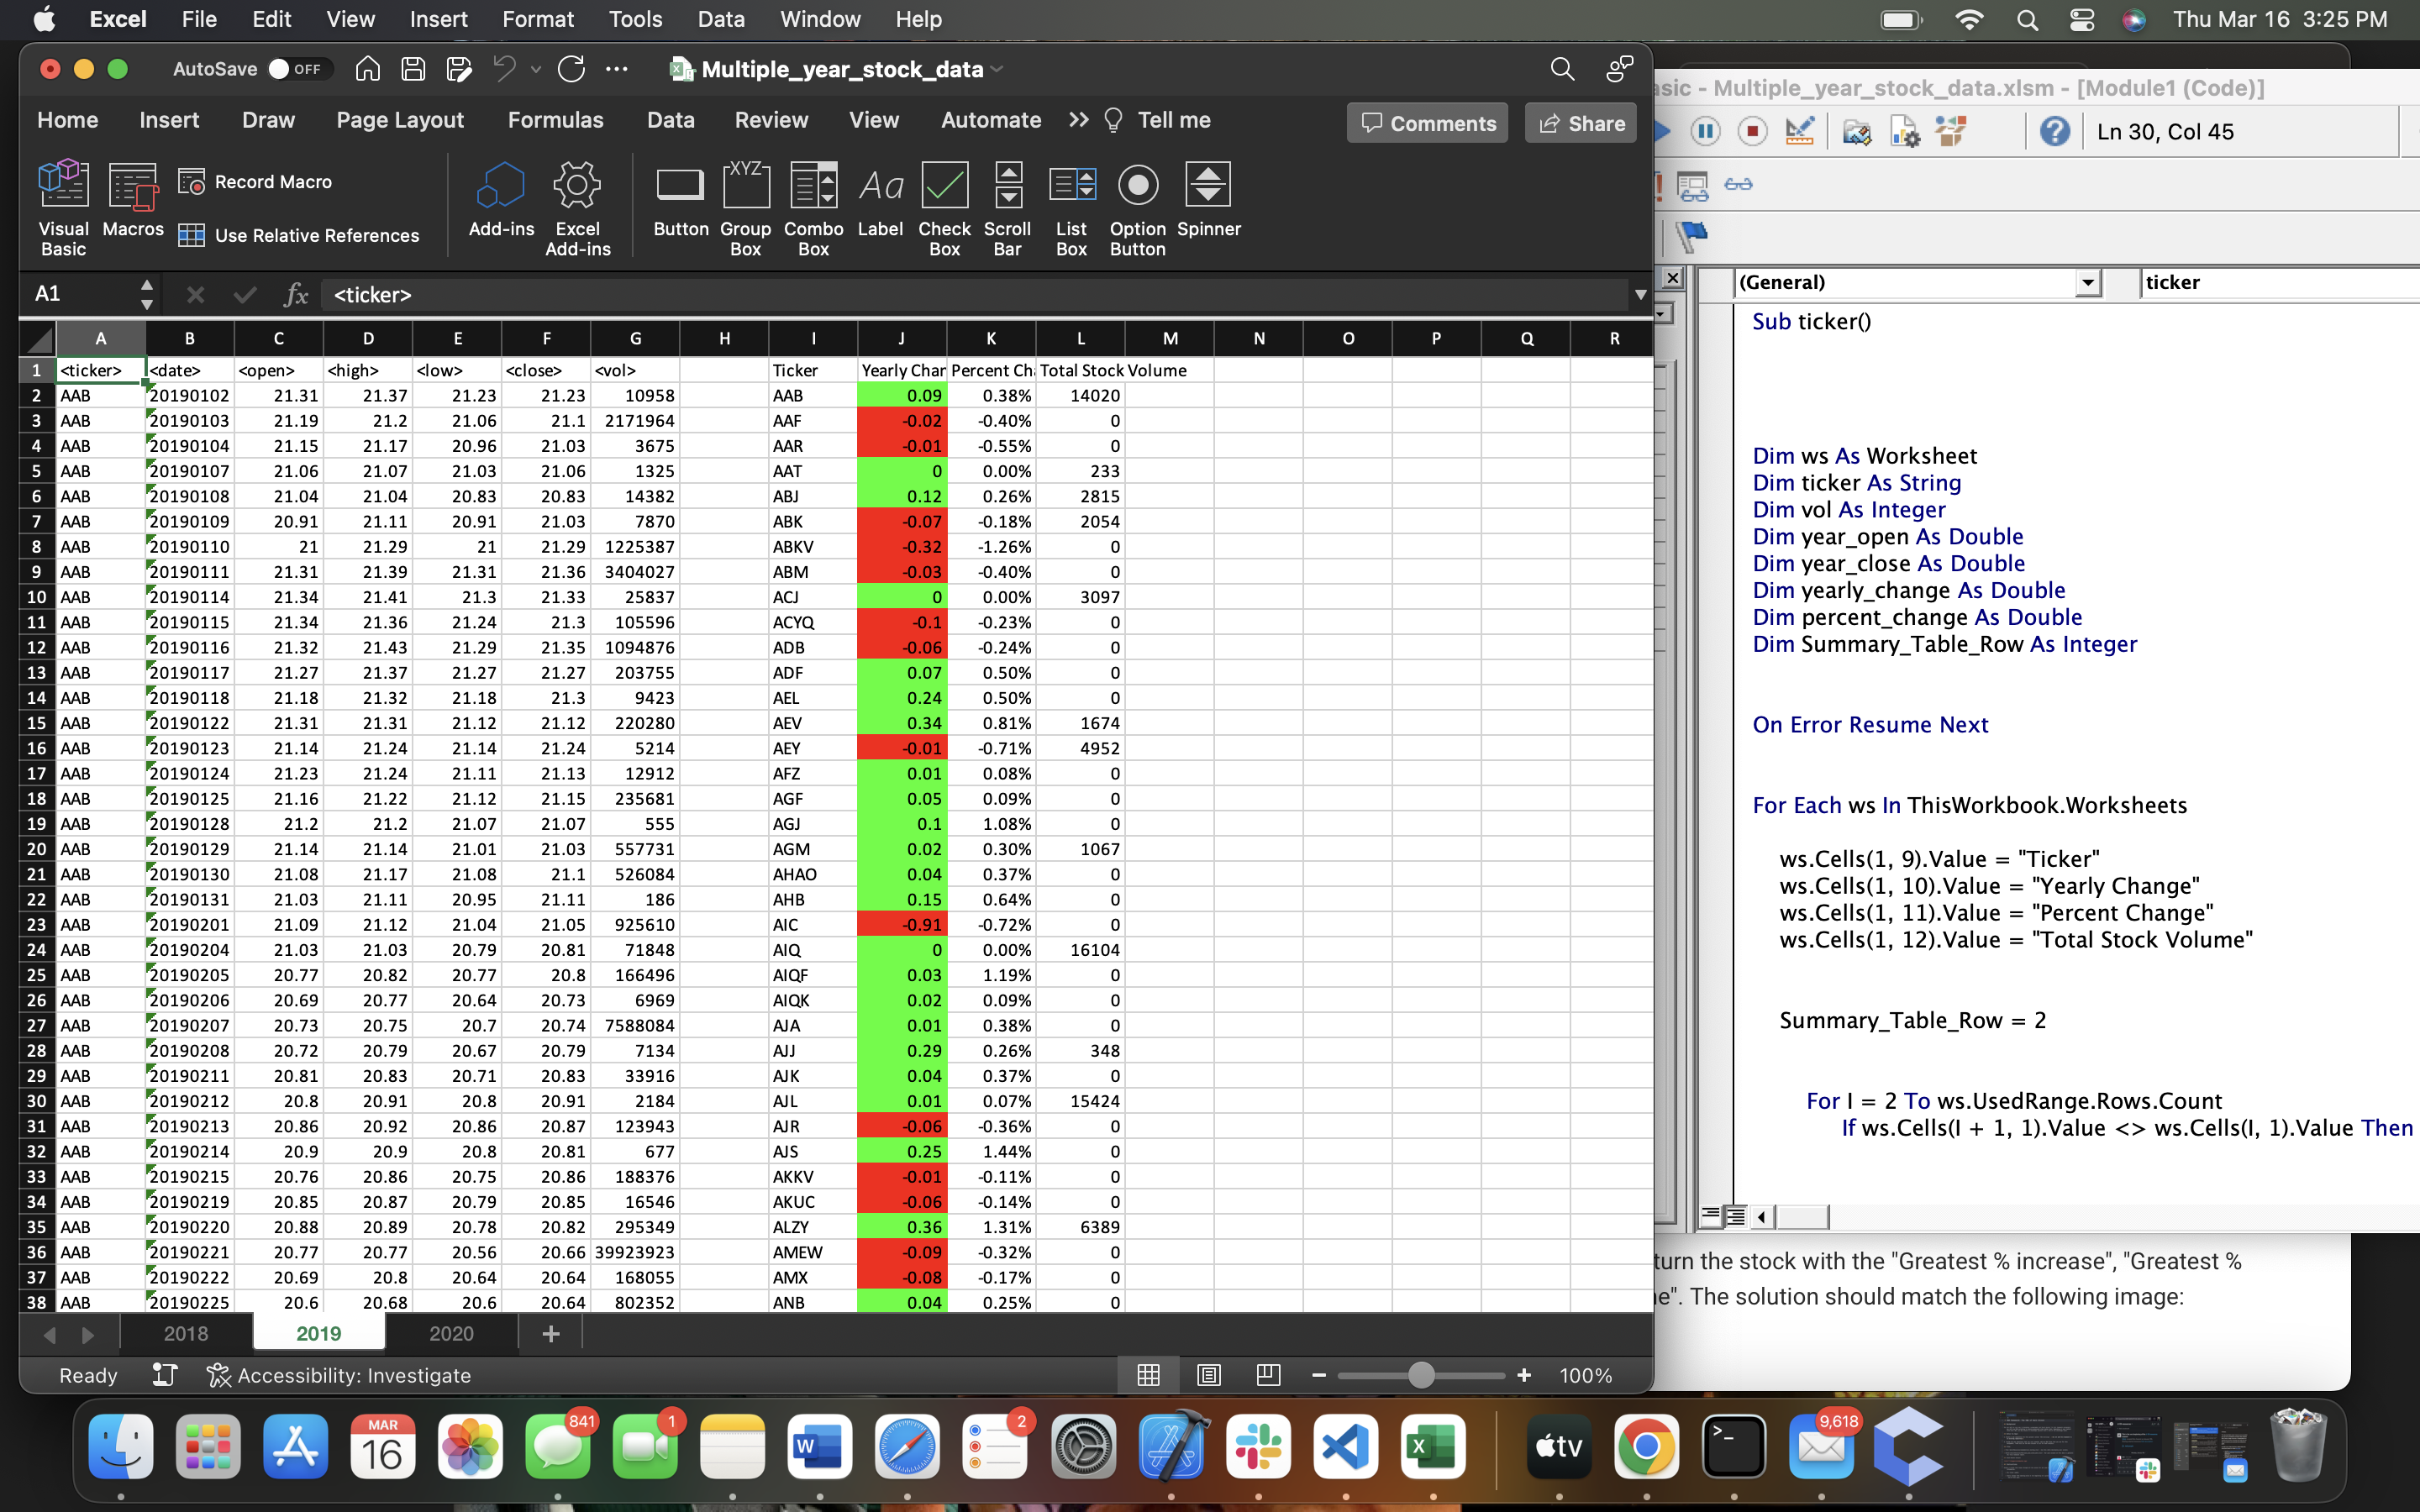 Excel File Edit View Insert Format Tools Data Window Help Thu Mar 16 3:25 PM
AutoSave OFF Multiple_year_stock_data
Home Insert Draw Page Layout Formulas Data Review View Automate Tell me Comments Share
Visual Basic Macros Record Macro Use Relative References Add-ins Excel Add-ins Button Group Box Combo Box Label Check Box Scroll Bar List Box Option Button Spinner
XYZ Aa
A1 fx <ticker>
A B C D E F G H I J K L M N O P Q R
1 <ticker> <date> <open> <high> <low> <close> <vol> Ticker Yearly Char Percent Ch Total Stock Volume
2 AAB 20190102 21.31 21.37 21.23 21.23 10958 AAB 0.09 0.38% 14020
3 AAB 20190103 21.19 21.2 21.06 21.1 2171964 AAF -0.02 -0.40% 0
4 AAB 20190104 21.15 21.17 20.96 21.03 3675 AAR -0.01 -0.55% 0
5 AAB 20190107 21.06 21.07 21.03 21.06 1325 AAT 0 0.00% 233
6 AAB 20190108 21.04 21.04 20.83 20.83 14382 ABJ 0.12 0.26% 2815
7 AAB 20190109 20.91 21.11 20.91 21.03 7870 ABK -0.07 -0.18% 2054
8 AAB 20190110 21 21.29 21 21.29 1225387 ABKV -0.32 -1.26% 0
9 AAB 20190111 21.31 21.39 21.31 21.36 3404027 ABM -0.03 -0.40% 0
10 AAB 20190114 21.34 21.41 21.3 21.33 25837 ACJ 0 0.00% 3097
11 AAB 20190115 21.34 21.36 21.24 21.3 105596 ACYQ -0.1 -0.23% 0
12 AAB 20190116 21.32 21.43 21.29 21.35 1094876 ADB -0.06 -0.24% 0
13 AAB 20190117 21.27 21.37 21.27 21.27 203755 ADF 0.07 0.50% 0
14 AAB 20190118 21.18 21.32 21.18 21.3 9423 AEL 0.24 0.50% 0
15 AAB 20190122 21.31 21.31 21.12 21.12 220280 AEV 0.34 0.81% 1674
16 AAB 20190123 21.14 21.24 21.14 21.24 5214 AEY -0.01 -0.71% 4952
17 AAB 20190124 21.23 21.24 21.11 21.13 12912 AFZ 0.01 0.08% 0
18 AAB 20190125 21.16 21.22 21.12 21.15 235681 AGF 0.05 0.09% 0
19 AAB 20190128 21.2 21.2 21.07 21.07 555 AGJ 0.1 1.08% 0
20 AAB 20190129 21.14 21.14 21.01 21.03 557731 AGM 0.02 0.30% 1067
21 AAB 20190130 21.08 21.17 21.08 21.1 526084 AHAO 0.04 0.37% 0
22 AAB 20190131 21.03 21.11 20.95 21.11 186 AHB 0.15 0.64% 0
23 AAB 20190201 21.09 21.12 21.04 21.05 925610 AIC -0.91 -0.72% 0
24 AAB 20190204 21.03 21.03 20.79 20.81 71848 AIQ 0 0.00% 16104
25 AAB 20190205 20.77 20.82 20.77 20.8 166496 AIQF 0.03 1.19% 0
26 AAB 20190206 20.69 20.77 20.64 20.73 6969 AIQK 0.02 0.09% 0
27 AAB 20190207 20.73 20.75 20.7 20.74 7588084 AJA 0.01 0.38% 0
28 AAB 20190208 20.72 20.79 20.67 20.79 7134 AJJ 0.29 0.26% 348
29 AAB 20190211 20.81 20.83 20.71 20.83 33916 AJK 0.04 0.37% 0
30 AAB 20190212 20.8 20.91 20.8 20.91 2184 AJL 0.01 0.07% 15424
31 AAB 20190213 20.86 20.92 20.86 20.87 123943 AJR -0.06 -0.36% 0
32 AAB 20190214 20.9 20.9 20.8 20.81 677 AJS 0.25 1.44% 0
33 AAB 20190215 20.76 20.86 20.75 20.86 188376 AKKV -0.01 -0.11% 0
34 AAB 20190219 20.85 20.87 20.79 20.85 16546 AKUC -0.06 -0.14% 0
35 AAB 20190220 20.88 20.89 20.78 20.82 295349 ALZY 0.36 1.31% 6389
36 AAB 20190221 20.77 20.77 20.56 20.66 39923923 AMEW -0.09 -0.32% 0
37 AAB 20190222 20.69 20.8 20.64 20.64 168055 AMX -0.08 -0.17% 0
38 AAB 20190225 20.6 20.68 20.6 20.64 802352 ANB 0.04 0.25% 0
2018 2019 2020 +
Ready Accessibility: Investigate 100%
asic - Multiple_year_stock_data.xlsm - [Module1 (Code)]
Ln 30, Col 45
(General) ticker
Sub ticker()
Dim ws As Worksheet
Dim ticker As String
Dim vol As Integer
Dim year_open As Double
Dim year_close As Double
Dim yearly_change As Double
Dim percent_change As Double
Dim Summary_Table_Row As Integer
On Error Resume Next
For Each ws In ThisWorkbook.Worksheets
ws.Cells(1, 9).Value = "Ticker"
ws.Cells(1, 10).Value = "Yearly Change"
ws.Cells(1, 11).Value = "Percent Change"
ws.Cells(1, 12).Value = "Total Stock Volume"
Summary_Table_Row = 2
For I = 2 To ws.UsedRange.Rows.Count
If ws.Cells(I + 1, 1).Value <> ws.Cells(I, 1).Value Then
turn the stock with the "Greatest % increase", "Greatest %
e". The solution should match the following image:
MAR 16 841 1 2 W X tv >_ 9,618